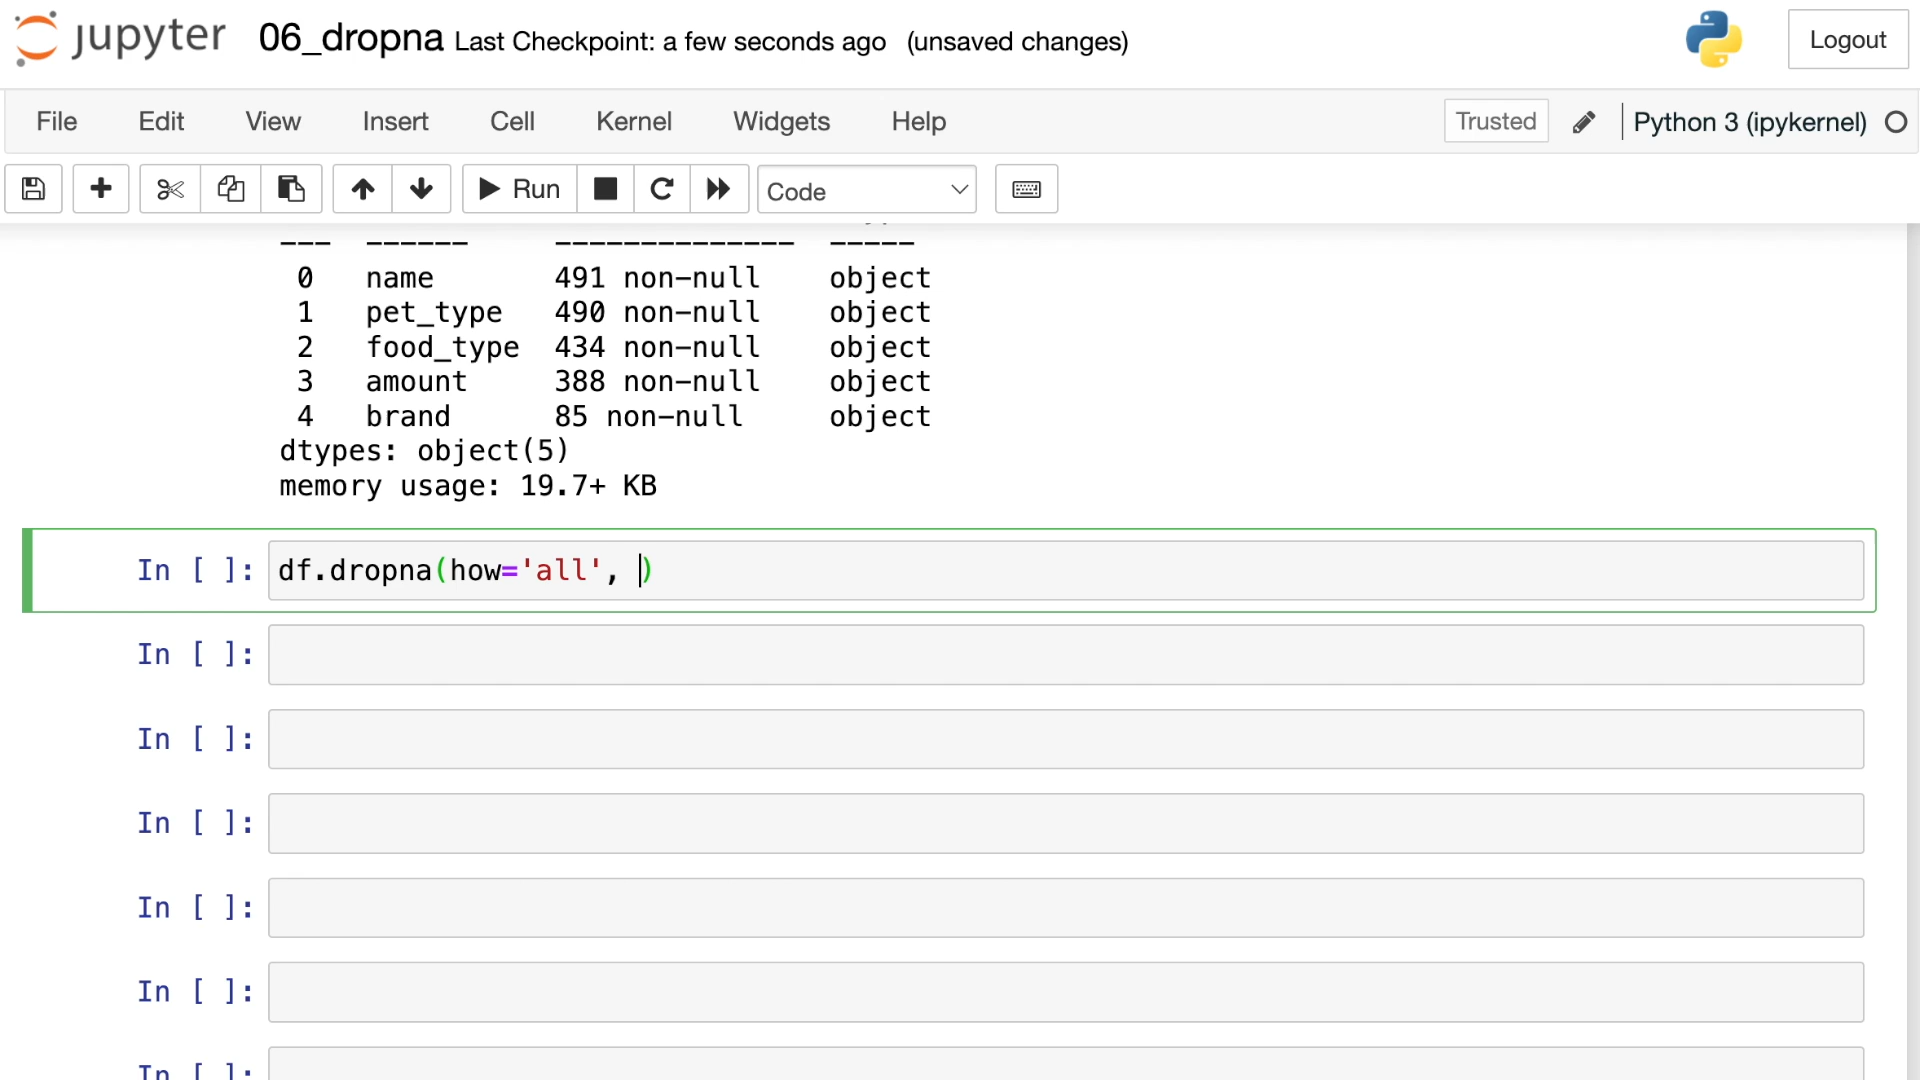 jupyter 06_dropna Last Checkpoint: a few seconds ago (unsaved changes) Logout
File Edit View Insert Cell Kernel Widgets Help Trusted Python 3 (ipykernel)
Run Code
--- ------ -------------- -----
0 name 491 non-null object
1 pet_type 490 non-null object
2 food_type 434 non-null object
3 amount 388 non-null object
4 brand 85 non-null object
dtypes: object(5)
memory usage: 19.7+ KB
In [ ]: df.dropna(how='all', )
In [ ]:
In [ ]:
In [ ]:
In [ ]:
In [ ]:
In [ ]: